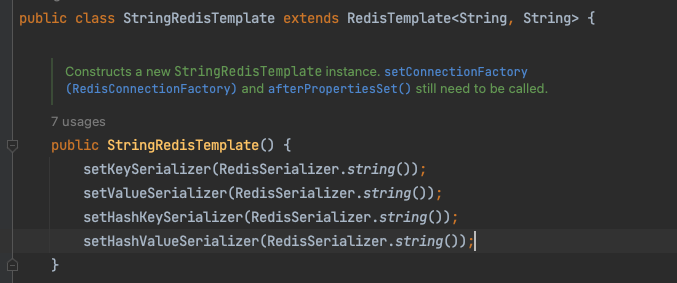 public class StringRedisTemplate extends RedisTemplate<String, String> {
Constructs a new StringRedisTemplate instance. setConnectionFactory
(RedisConnectionFactory) and afterPropertiesSet() still need to be called.
7 usages
public StringRedisTemplate() {
setKeySerializer(RedisSerializer.string());
setValueSerializer(RedisSerializer.string());
setHashKeySerializer(RedisSerializer.string());
setHashValueSerializer(RedisSerializer.string());
}